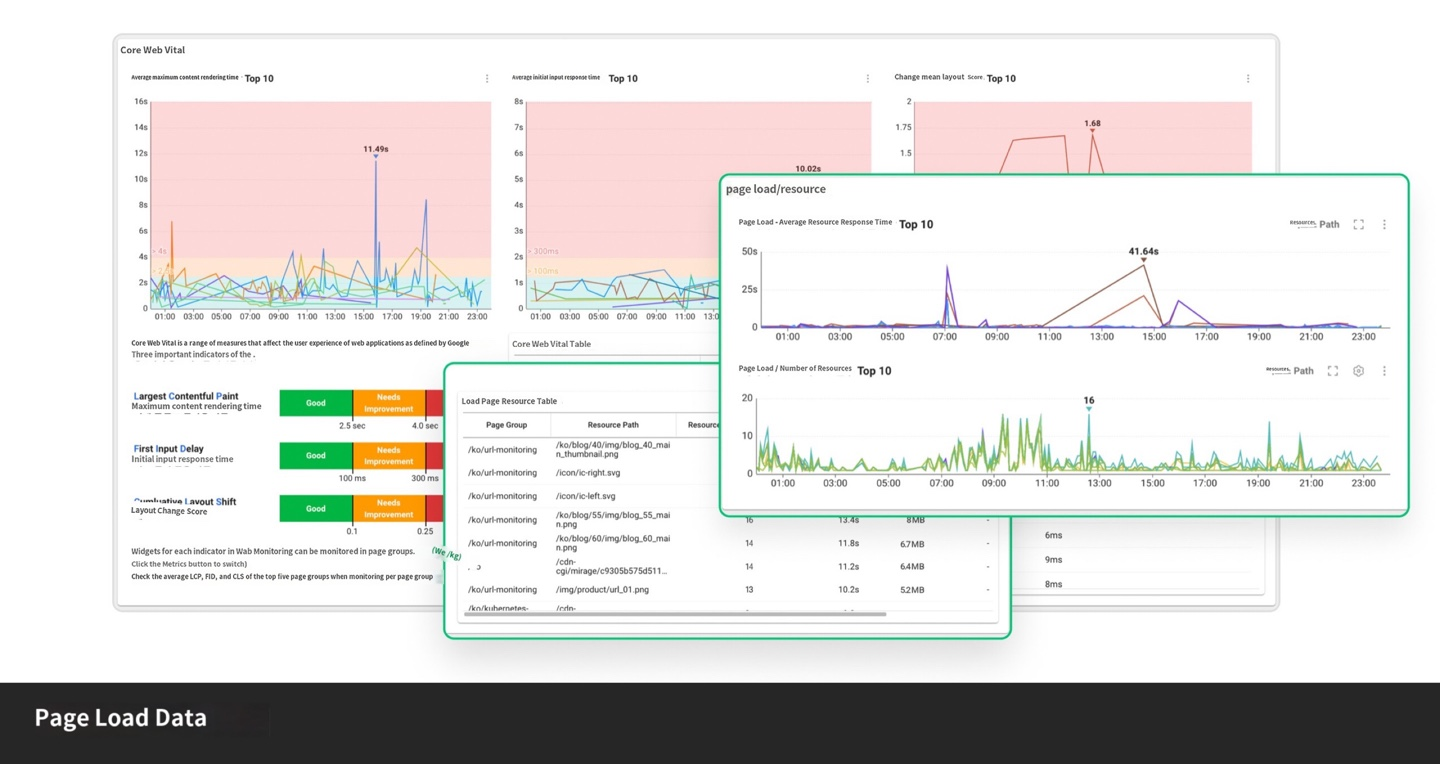 Core Web Vital
Average maximum content rendering time · Top 10
16s
14s
12s
10s
8s
6s
4s
2s
0
11.49s
> 4s
01:00 03:00 05:00 07:00 09:00 11:00 13:00 15:00 17:00 19:00 21:00 23:00
Average initial input response time Top 10
8s
7s
6s
5s
4s
3s
2s
1s
0
10.02s
> 300ms
> 100ms
01:00 03:00 05:00 07:00 09:00 11:00
Change mean layout Score. Top 10
2
1.75
1.5
1.68
Core Web Vital is a range of measures that affect the user experience of web applications as defined by Google
Three important indicators of the .
Largest Contentful Paint
Maximum content rendering time
Good
Needs
Improvement
2.5 sec 4.0 sec
First Input Delay
Initial input response time
Good
Needs
Improvement
100 ms 300 ms
Cumluative Layout Shift
Layout Change Score
Good
Needs
Improvement
0.1 0.25
Widgets for each indicator in Wab Monitoring can be monitored in page groups.
(We /kg)
Click the Metrics button to switch)
Check the average LCP, FID, and CLS of the top five page groups when monitoring per page group
Core Web Vital Table
6ms
9ms
8ms
page load/resource
Page Load - Average Resource Response Time Top 10
Resources, Path
50s
25s
0
41.64s
01:00 03:00 05:00 07:00 09:00 11:00 13:00 15:00 17:00 19:00 21:00 23:00
Page Load / Number of Resources Top 10
Resources, Path
20
10
0
16
01:00 03:00 05:00 07:00 09:00 11:00 13:00 15:00 17:00 19:00 21:00 23:00
Load Page Resource Table
Page Group Resource Path
/ko/url-monitoring /ko/blog/40/img/blog_40_mai
n_thumbnail.png
/ko/url-monitoring /icon/ic-right.svg
/ko/url-monitoring /icon/ic-left.svg
/ko/url-monitoring /ko/blog/55/img/blog_55_mai
n.png 16 13.4s 8MB -
/ko/url-monitoring /ko/blog/60/img/blog_60_mai
n.png 14 11.8s 6.7MB -
/cdn-
cgi/mirage/c9305b575d511... 14 11.2s 6.4MB -
/ko/url-monitoring /img/product/url_01.png 13 10.2s 5.2MB -
/ko/kubernetes- /cdn-
Page Load Data